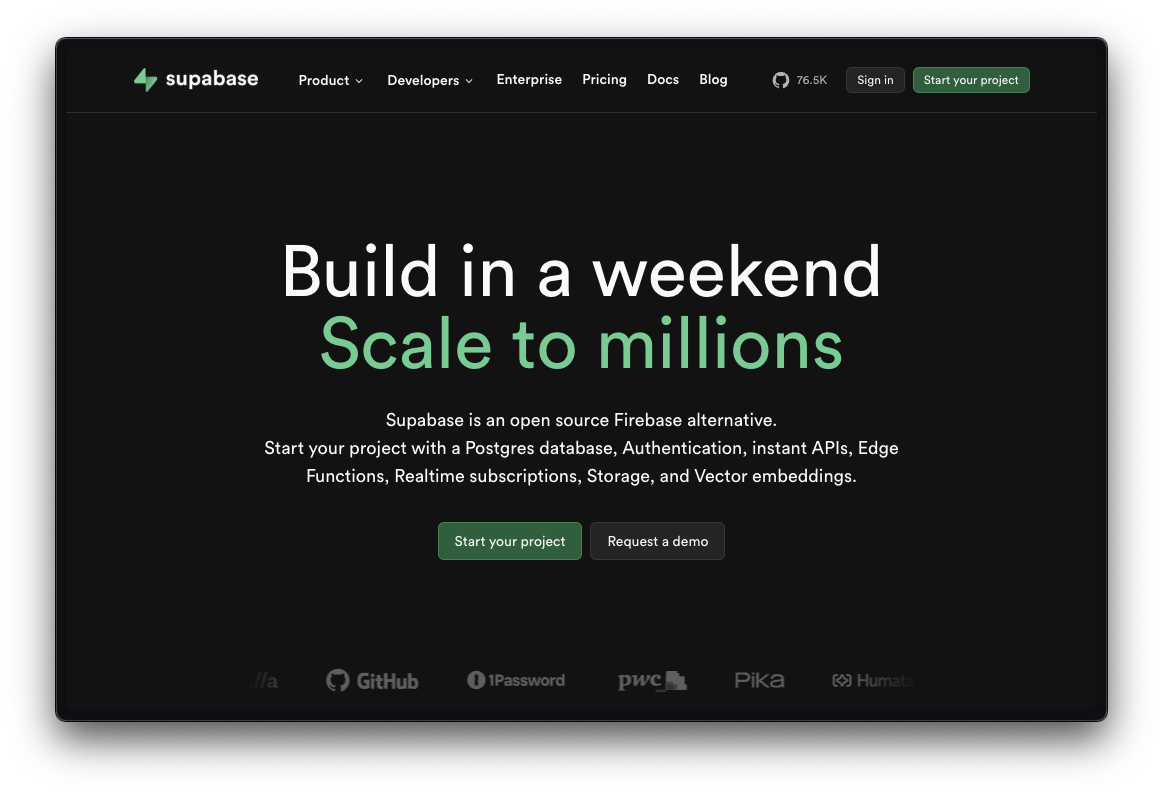 supabase Product Developers Enterprise Pricing Docs Blog 76.5K Sign in Start your project
Build in a weekend
Scale to millions
Supabase is an open source Firebase alternative.
Start your project with a Postgres database, Authentication, instant APIs, Edge
Functions, Realtime subscriptions, Storage, and Vector embeddings.
Start your project Request a demo
GitHub 1Password pwc Pika Humata